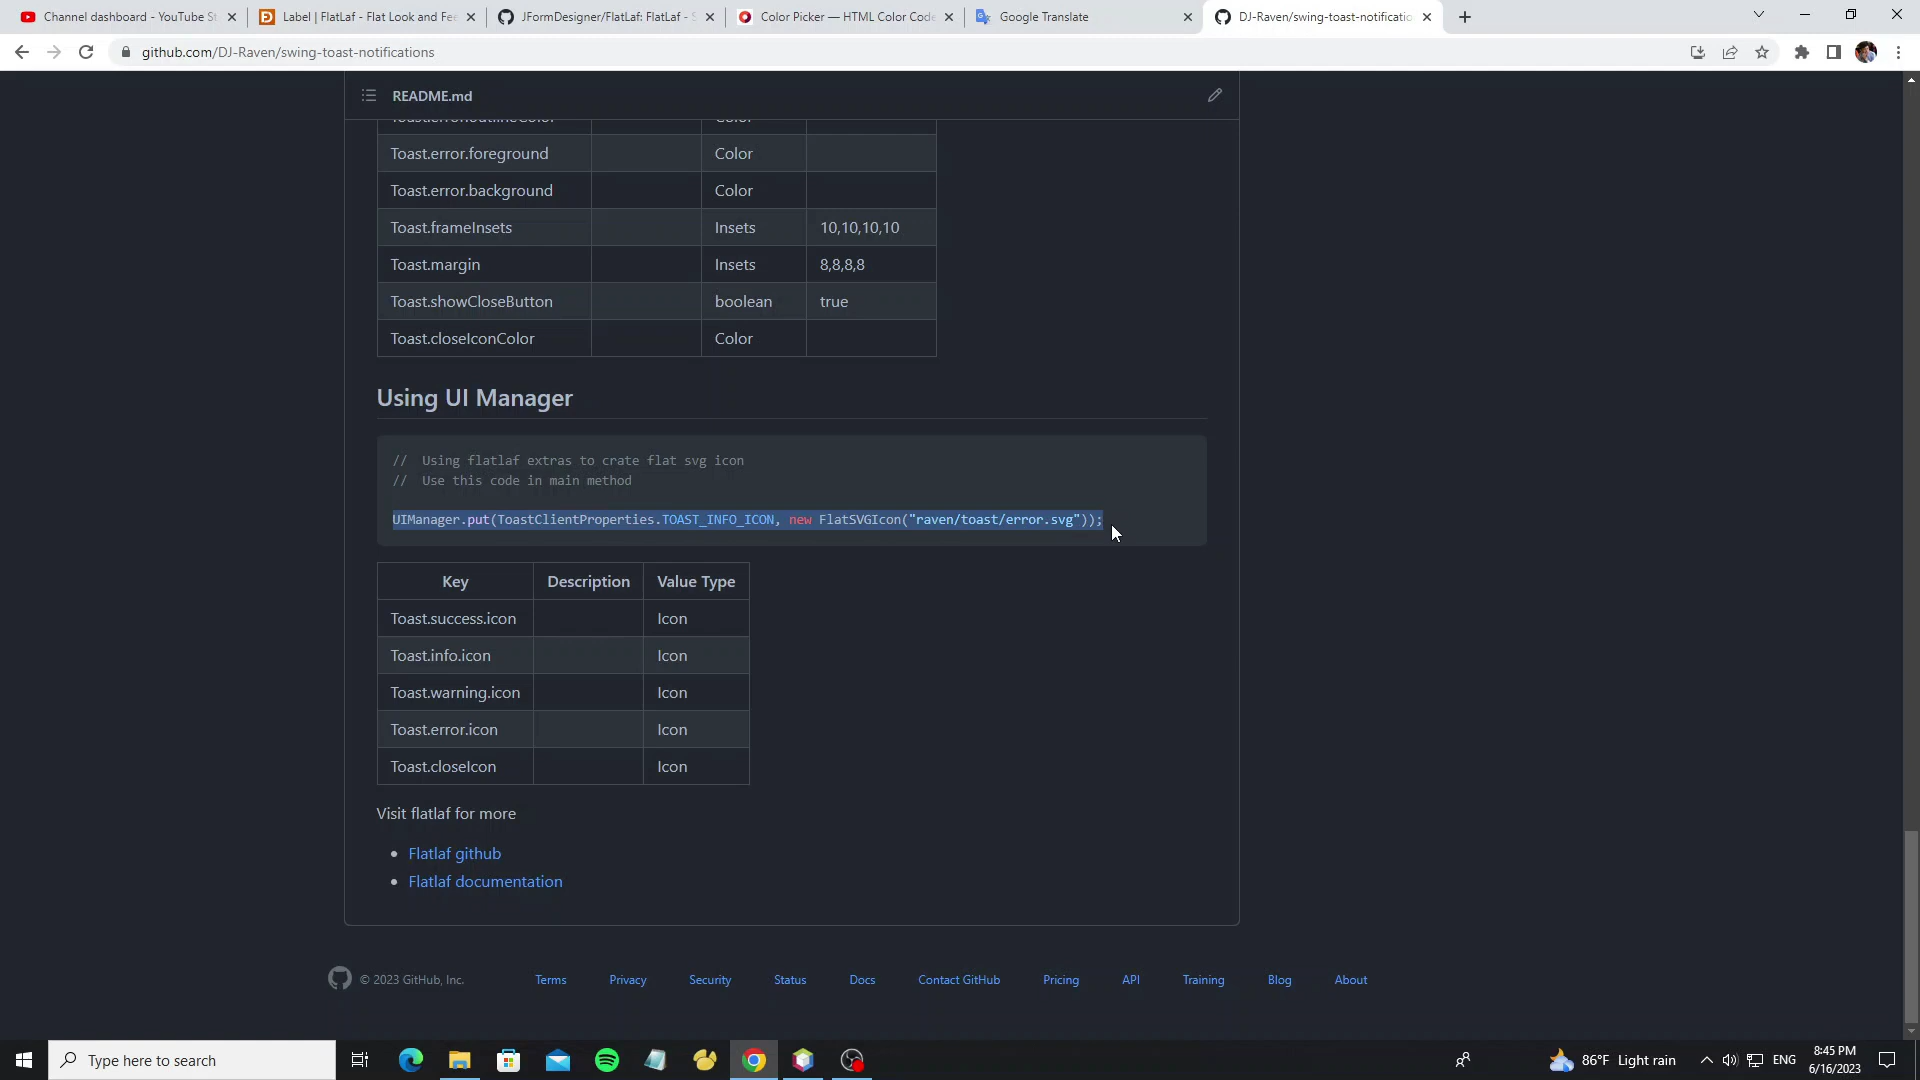 Channel dashboard - YouTube St
Label | FlatLaf - Flat Look and Fee
JFormDesigner/FlatLaf: FlatLaf - S
Color Picker — HTML Color Code
Google Translate
DJ-Raven/swing-toast-notificatio
github.com/DJ-Raven/swing-toast-notifications
README.md
Toast.error.foreground Color
Toast.error.background Color
Toast.frameInsets Insets 10,10,10,10
Toast.margin Insets 8,8,8,8
Toast.showCloseButton boolean true
Toast.closeIconColor Color
Using UI Manager
// Using flatlaf extras to crate flat svg icon
// Use this code in main method
UIManager.put(ToastClientProperties.TOAST_INFO_ICON, new FlatSVGIcon("raven/toast/error.svg"));
Key Description Value Type
Toast.success.icon Icon
Toast.info.icon Icon
Toast.warning.icon Icon
Toast.error.icon Icon
Toast.closeIcon Icon
Visit flatlaf for more
Flatlaf github
Flatlaf documentation
© 2023 GitHub, Inc. Terms Privacy Security Status Docs Contact GitHub Pricing API Training Blog About
Type here to search
86°F Light rain
ENG
8:45 PM
6/16/2023